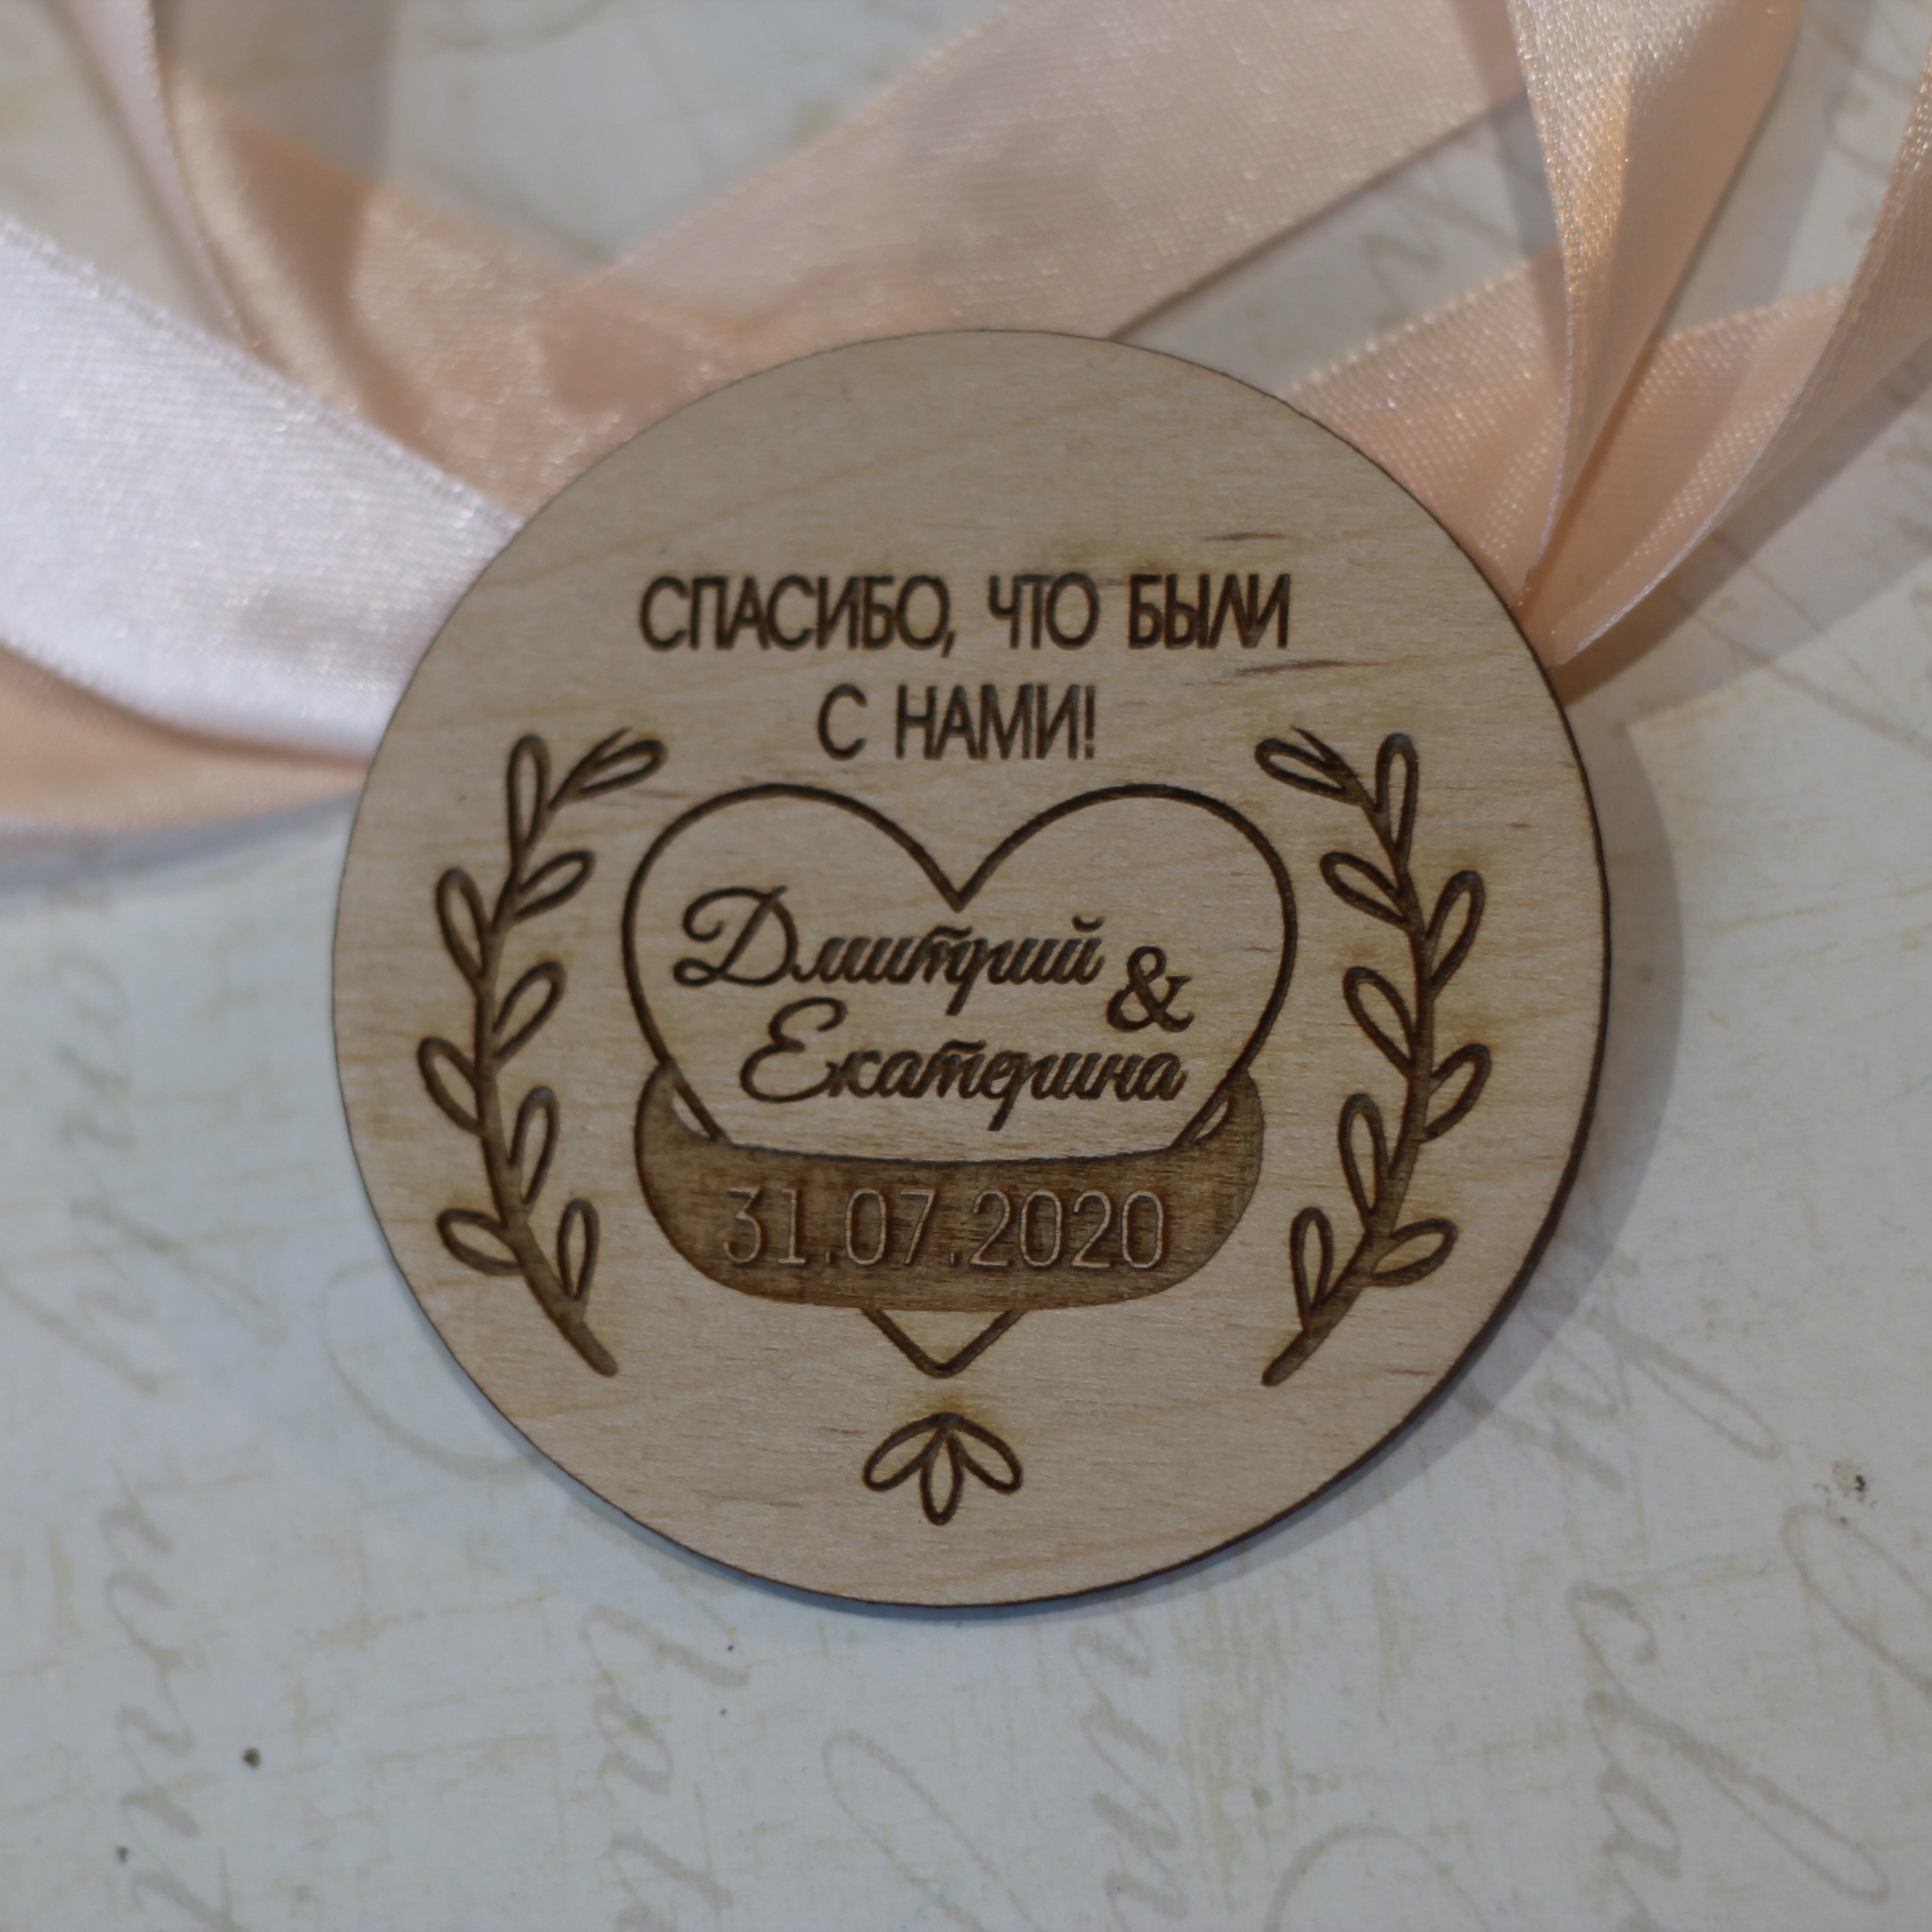 СПАСИБО, ЧТО БЫЛИ
С НАМИ!
Дмитрий &
Екатерина
31.07.2020